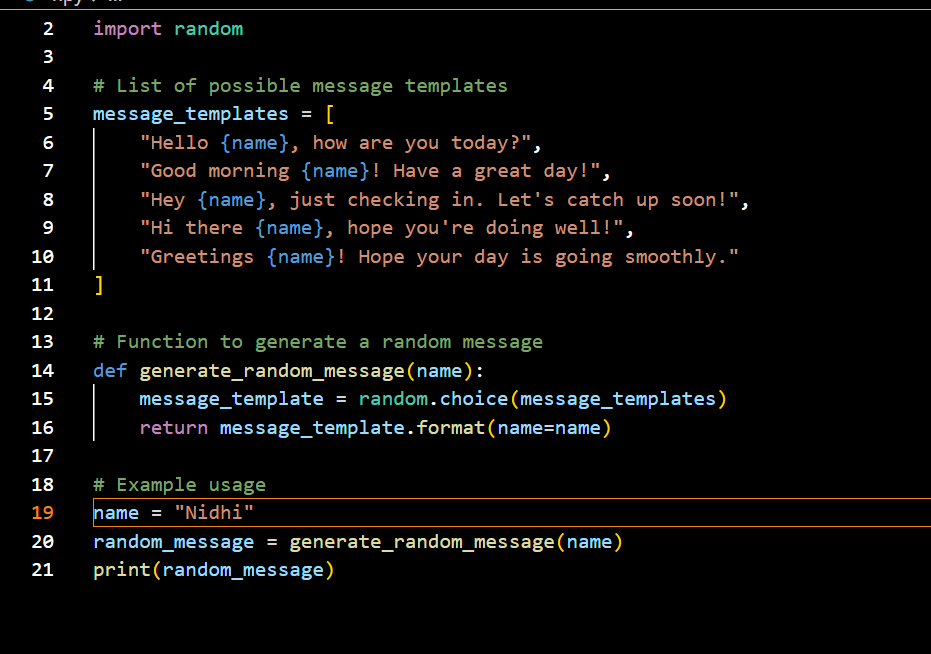 2 import random
3
4 # List of possible message templates
5 message_templates = [
6     "Hello {name}, how are you today?",
7     "Good morning {name}! Have a great day!",
8     "Hey {name}, just checking in. Let's catch up soon!",
9     "Hi there {name}, hope you're doing well!",
10     "Greetings {name}! Hope your day is going smoothly."
11 ]
12
13 # Function to generate a random message
14 def generate_random_message(name):
15     message_template = random.choice(message_templates)
16     return message_template.format(name=name)
17
18 # Example usage
19 name = "Nidhi"
20 random_message = generate_random_message(name)
21 print(random_message)